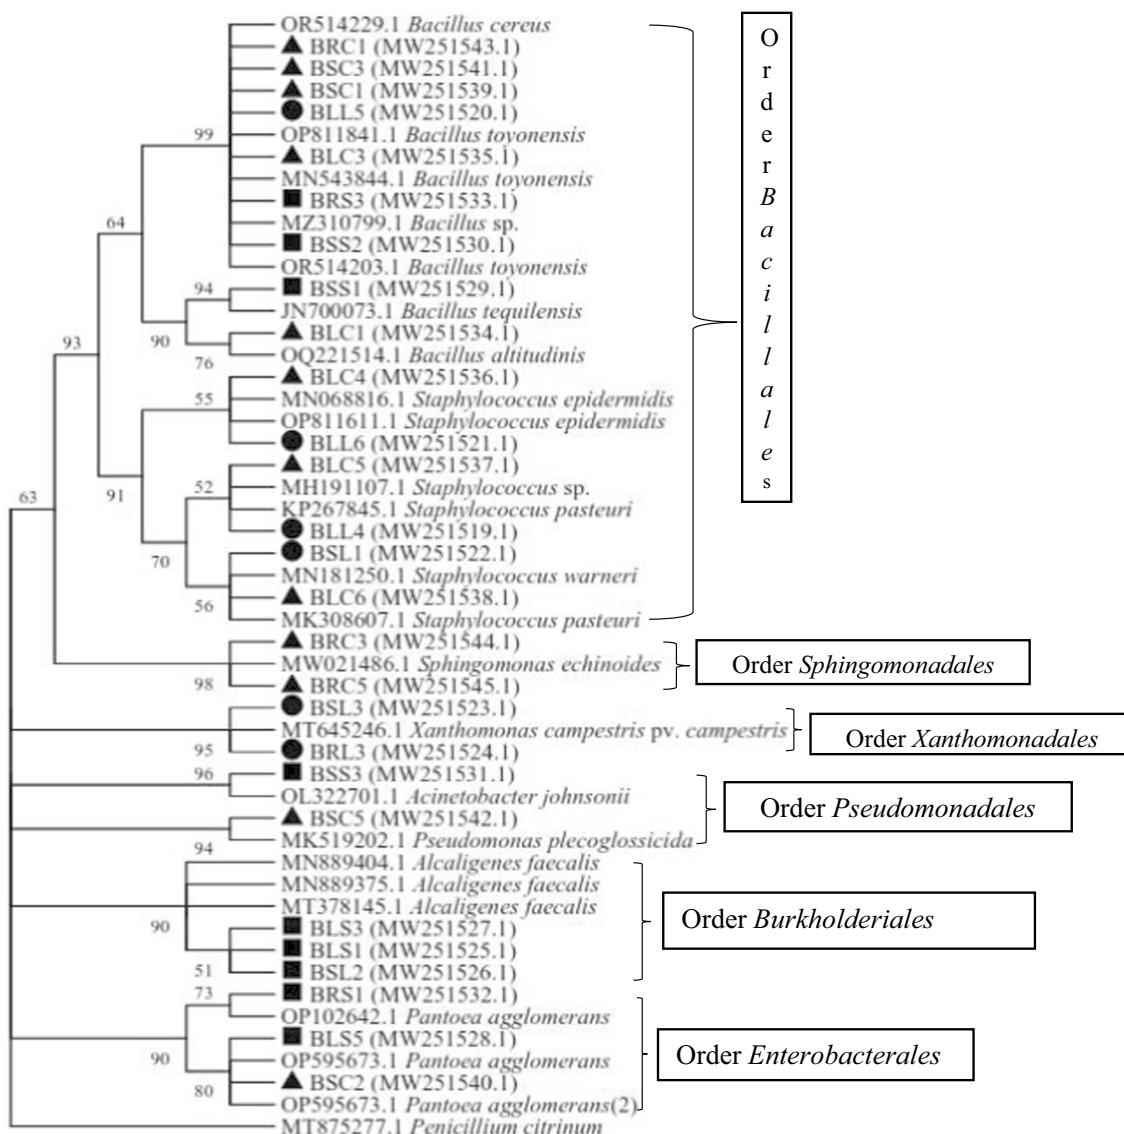 OR514229.1 Bacillus cereus
BRC1 (MW251543.1)
BSC3 (MW251541.1)
BSC1 (MW251539.1)
BLL5 (MW251520.1)
99
OP811841.1 Bacillus toyonensis
BLC3 (MW251535.1)
MN543844.1 Bacillus toyonensis
BRS3 (MW251533.1)
64
MZ310799.1 Bacillus sp.
BSS2 (MW251530.1)
OR514203.1 Bacillus toyonensis
94
BSS1 (MW251529.1)
JN700073.1 Bacillus tequilensis
93
90
BLC1 (MW251534.1)
OQ221514.1 Bacillus altitudinis
76
BLC4 (MW251536.1)
55
MN068816.1 Staphylococcus epidermidis
OP811611.1 Staphylococcus epidermidis
BLL6 (MW251521.1)
BLC5 (MW251537.1)
63
91
52
MH191107.1 Staphylococcus sp.
KP267845.1 Staphylococcus pasteuri
BLL4 (MW251519.1)
70
BSL1 (MW251522.1)
MN181250.1 Staphylococcus warneri
56
BLC6 (MW251538.1)
MK308607.1 Staphylococcus pasteuri
Order Bacillales
BRC3 (MW251544.1)
MW021486.1 Sphingomonas echinoides
98
BRC5 (MW251545.1)
Order Sphingomonadales
BSL3 (MW251523.1)
MT645246.1 Xanthomonas campestris pv. campestris
95
BRL3 (MW251524.1)
Order Xanthomonadales
96
BSS3 (MW251531.1)
OL322701.1 Acinetobacter johnsonii
BSC5 (MW251542.1)
MK519202.1 Pseudomonas plecoglossicida
Order Pseudomonadales
94
MN889404.1 Alcaligenes faecalis
MN889375.1 Alcaligenes faecalis
MT378145.1 Alcaligenes faecalis
90
BLS3 (MW251527.1)
BLS1 (MW251525.1)
51
BSL2 (MW251526.1)
Order Burkholderiales
73
BRS1 (MW251532.1)
OP102642.1 Pantoea agglomerans
BLS5 (MW251528.1)
90
OP595673.1 Pantoea agglomerans
80
BSC2 (MW251540.1)
OP595673.1 Pantoea agglomerans(2)
Order Enterobacterales
MT875277.1 Penicillium citrinum